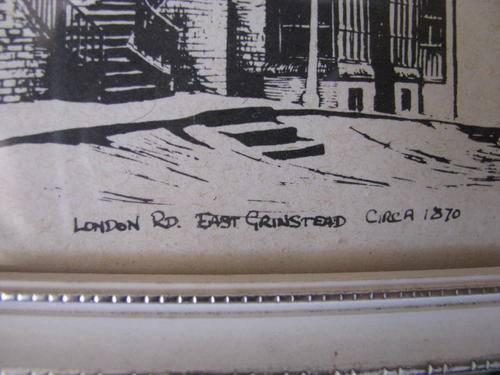 LONDON RD. EAST GRINSTEAD CIRCA 1870